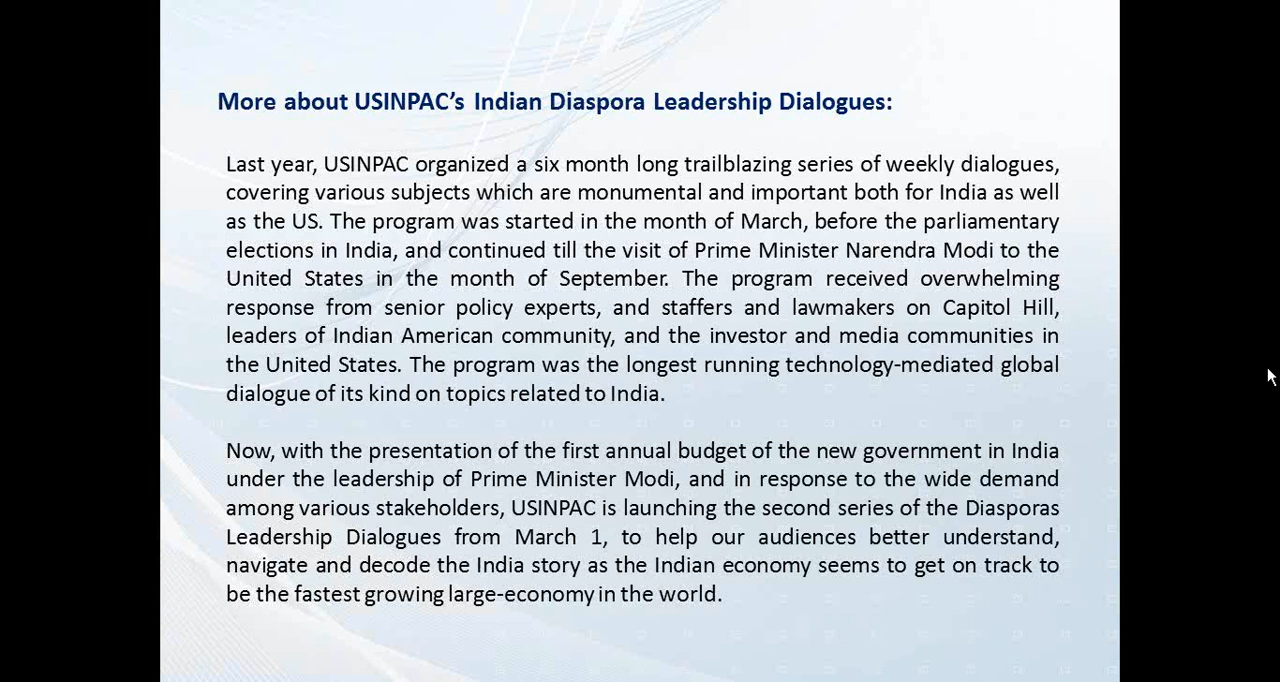 More about USINPAC’s Indian Diaspora Leadership Dialogues:
Last year, USINPAC organized a six month long trailblazing series of weekly dialogues,
covering various subjects which are monumental and important both for India as well
as the US. The program was started in the month of March, before the parliamentary
elections in India, and continued till the visit of Prime Minister Narendra Modi to the
United States in the month of September. The program received overwhelming
response from senior policy experts, and staffers and lawmakers on Capitol Hill,
leaders of Indian American community, and the investor and media communities in
the United States. The program was the longest running technology-mediated global
dialogue of its kind on topics related to India.
Now, with the presentation of the first annual budget of the new government in India
under the leadership of Prime Minister Modi, and in response to the wide demand
among various stakeholders, USINPAC is launching the second series of the Diasporas
Leadership Dialogues from March 1, to help our audiences better understand,
navigate and decode the India story as the Indian economy seems to get on track to
be the fastest growing large-economy in the world.